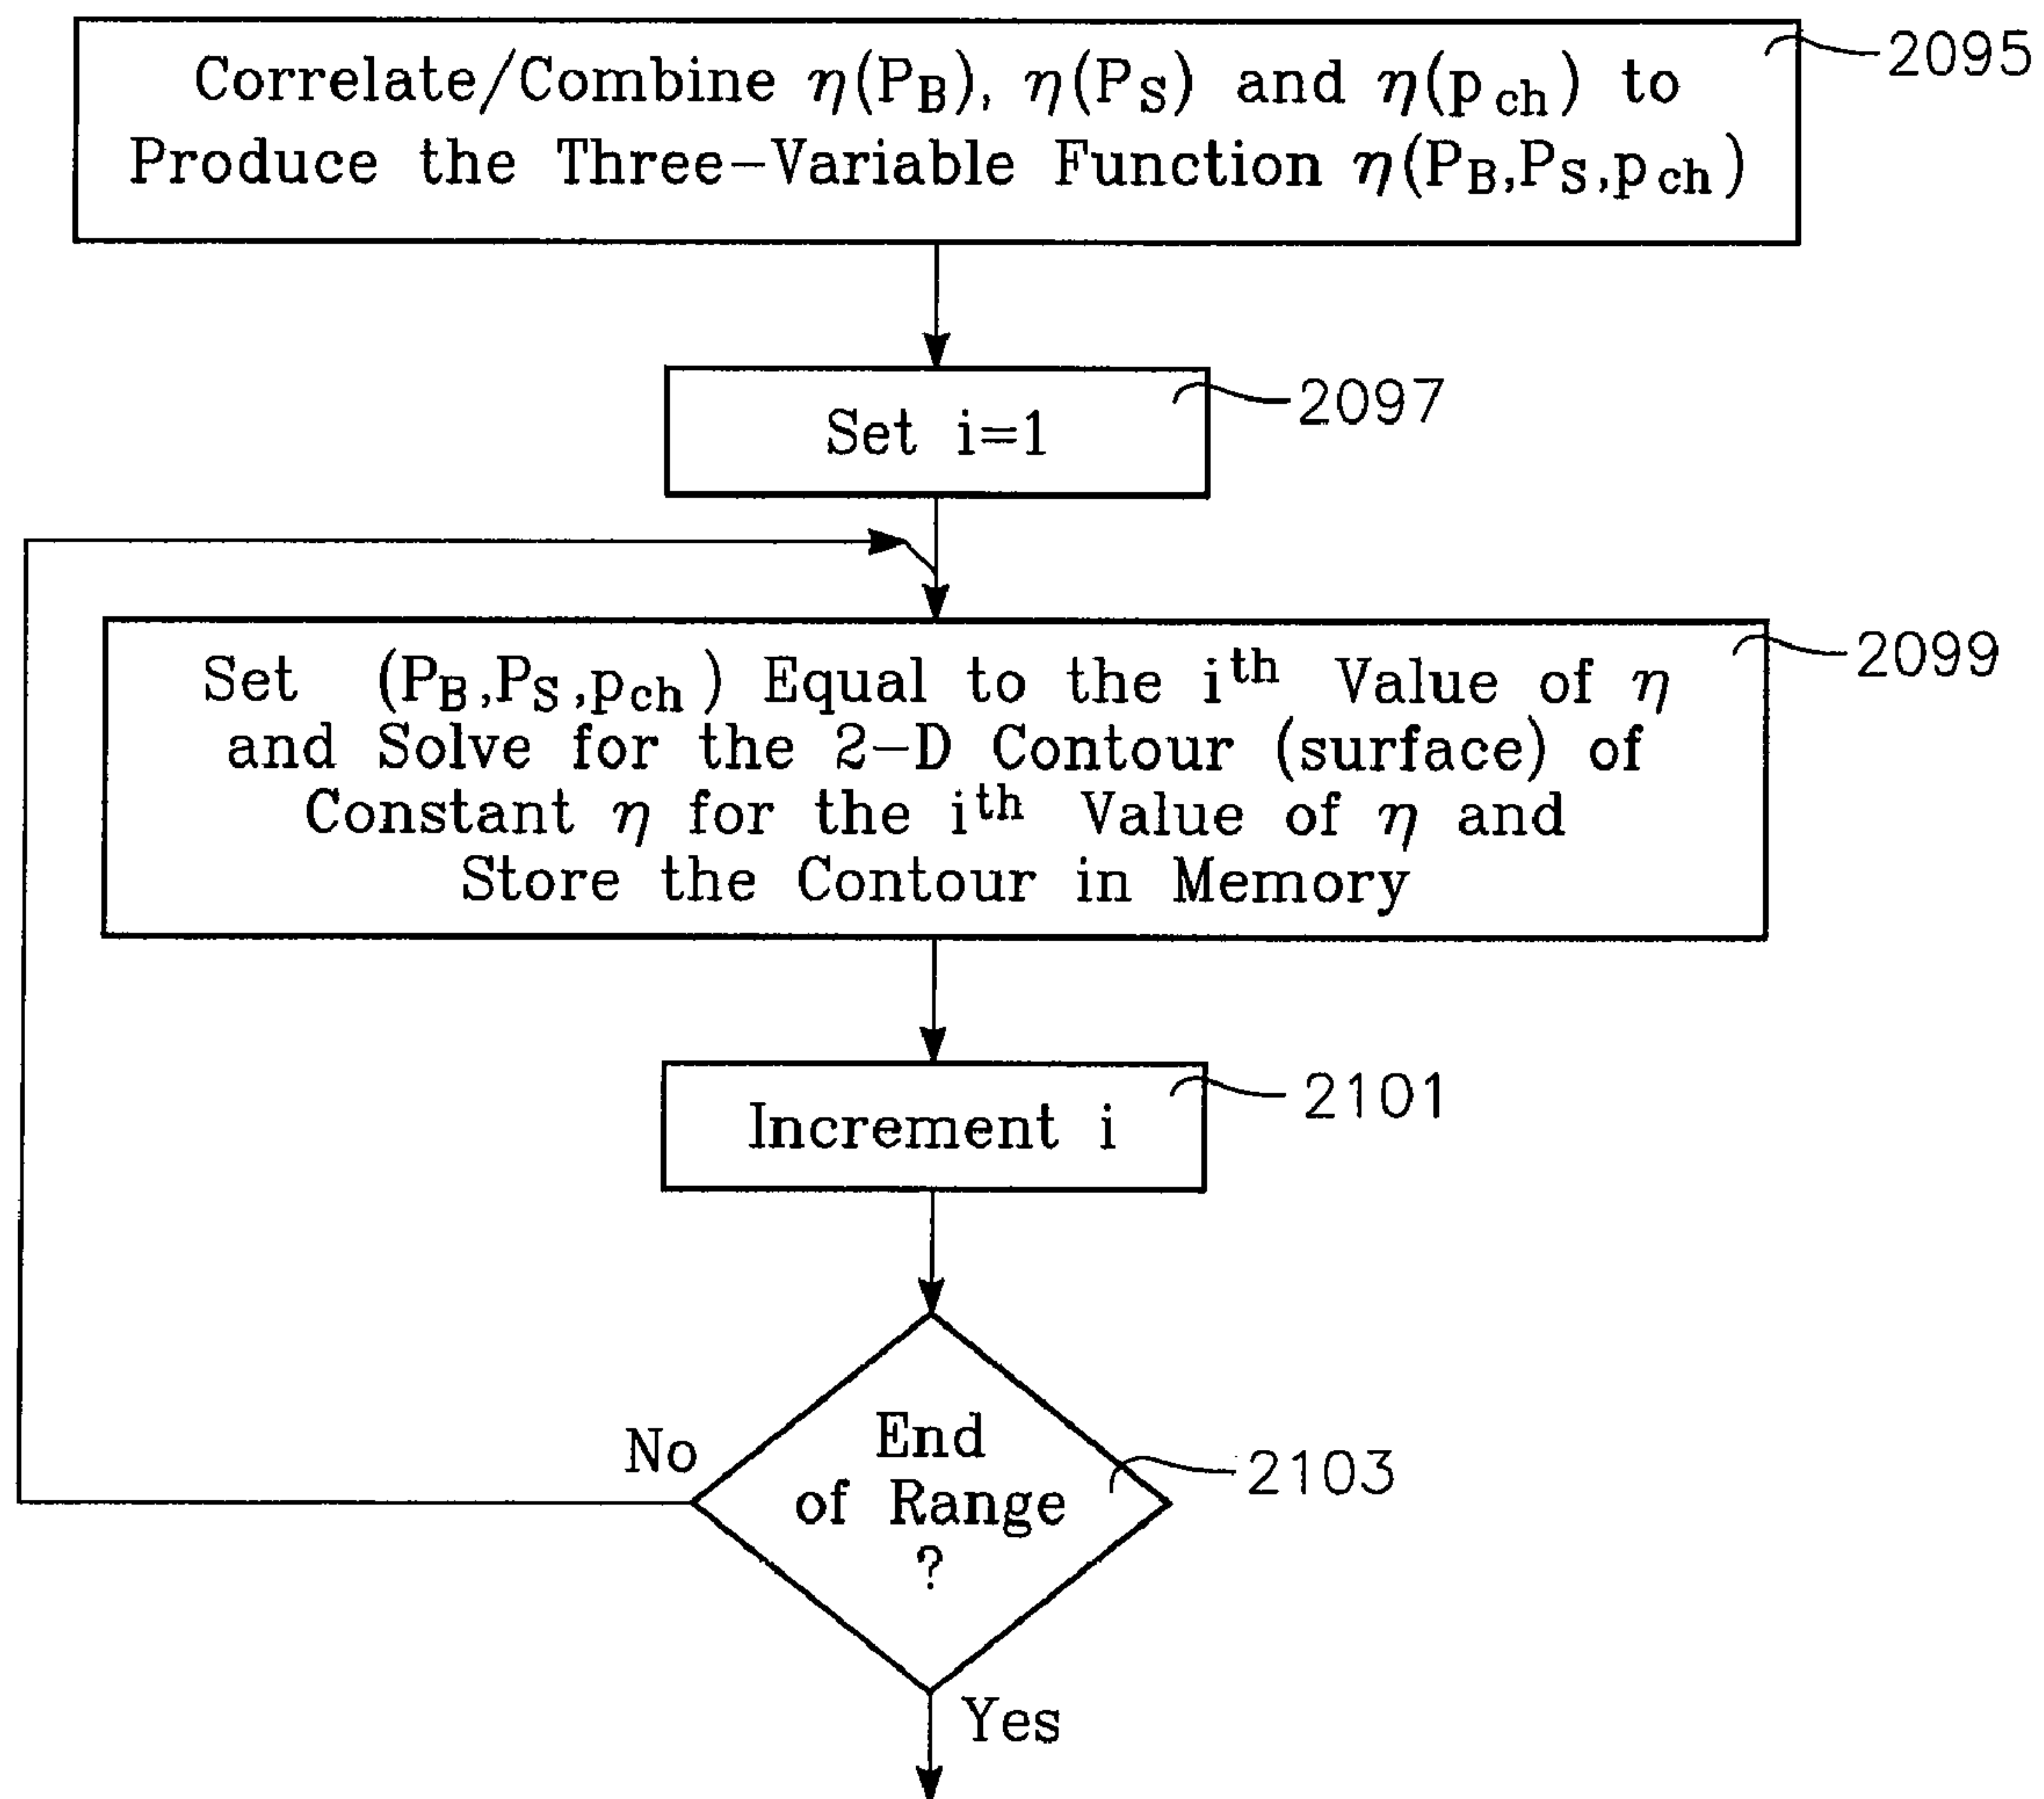 Correlate/Combine η(P_B), η(P_S) and η(p_ch) to
Produce the Three-Variable Function η(P_B,P_S,p_ch)
2095
Set i=1
2097
Set (P_B,P_S,p_ch) Equal to the i^th Value of η
and Solve for the 2-D Contour (surface) of
Constant η for the i^th Value of η and
Store the Contour in Memory
2099
Increment i
2101
End
of Range
?
2103
No
Yes